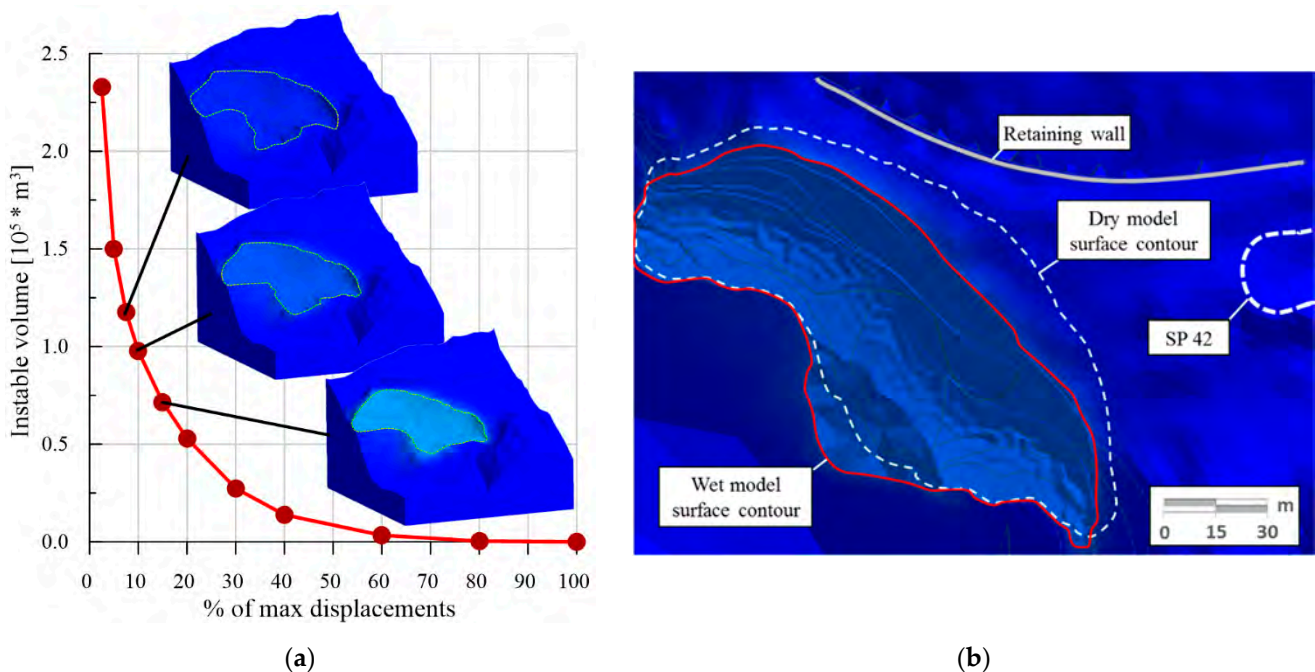 Instable volume [10⁵ * m³]
2.5
2.0
1.5
1.0
0.5
0.0
0 10 20 30 40 50 60 70 80 90 100
% of max displacements
(a)
Retaining wall
Dry model
surface contour
SP 42
Wet model
surface contour
m
0 15 30
(b)